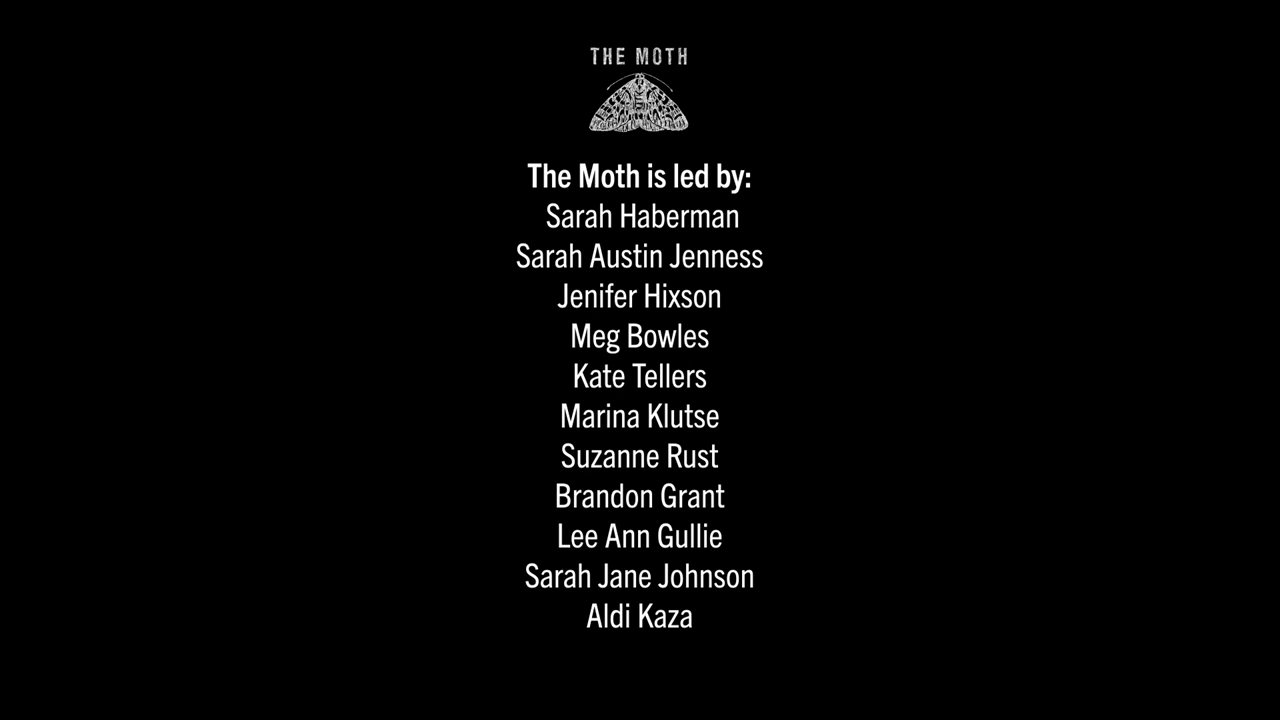 THE MOTH
The Moth is led by:
Sarah Haberman
Sarah Austin Jenness
Jenifer Hixson
Meg Bowles
Kate Tellers
Marina Klutse
Suzanne Rust
Brandon Grant
Lee Ann Gullie
Sarah Jane Johnson
Aldi Kaza